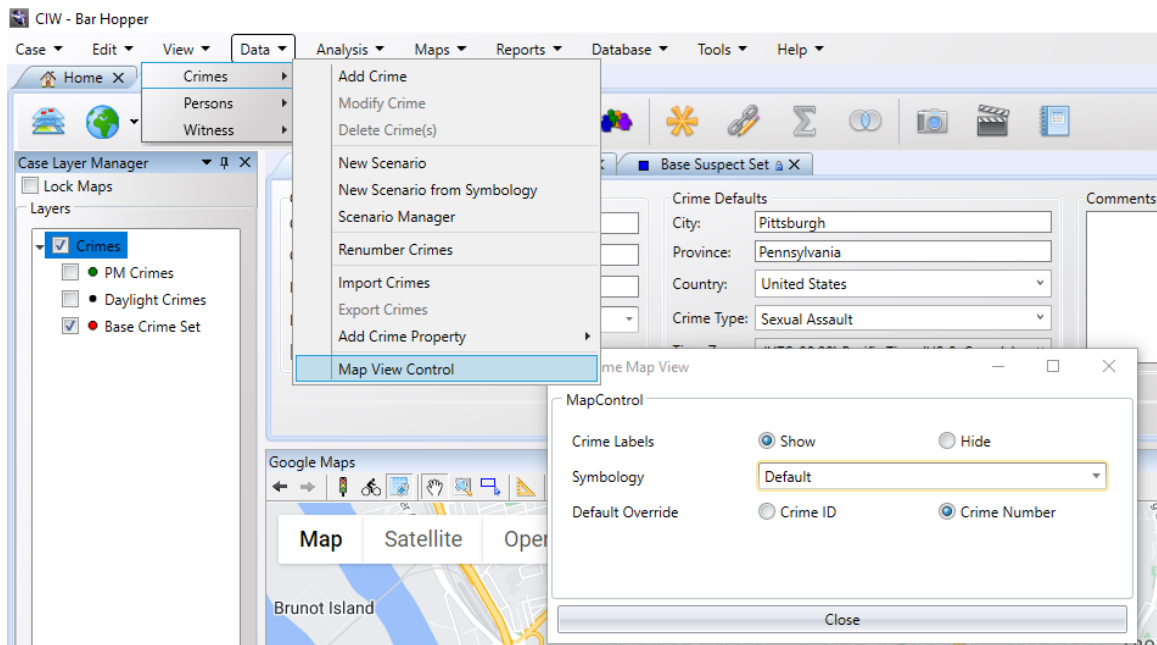 CIW - Bar Hopper
Case Edit View Data Analysis Maps Reports Database Tools Help
Home X
Crimes
Persons
Witness
Add Crime
Modify Crime
Delete Crime(s)
New Scenario
New Scenario from Symbology
Scenario Manager
Renumber Crimes
Import Crimes
Export Crimes
Add Crime Property
Map View Control
Case Layer Manager
Lock Maps
Layers
Crimes
PM Crimes
Daylight Crimes
Base Crime Set
Base Suspect Set
Crime Defaults
City: Pittsburgh
Province: Pennsylvania
Country: United States
Crime Type: Sexual Assault
Comments
Map View
MapControl
Crime Labels Show Hide
Symbology Default
Default Override Crime ID Crime Number
Close
Google Maps
Map Satellite
Brunot Island